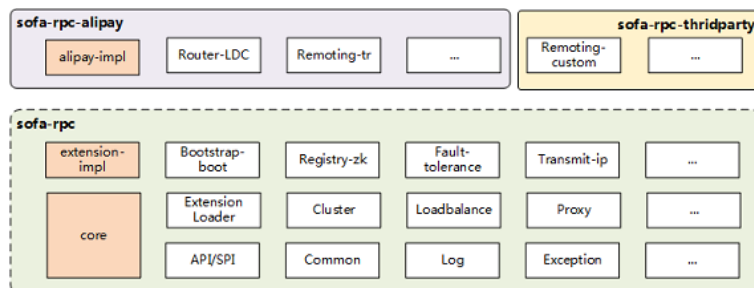 sofa-rpc-alipay
alipay-impl
Router-LDC
Remoting-tr
...
sofa-rpc-thridparty
Remoting-
custom
...
sofa-rpc
extension-
impl
Bootstrap-
boot
Registry-zk
Fault-
tolerance
Transmit-ip
...
core
Extension
Loader
Cluster
Loadbalance
Proxy
...
API/SPI
Common
Log
Exception
...